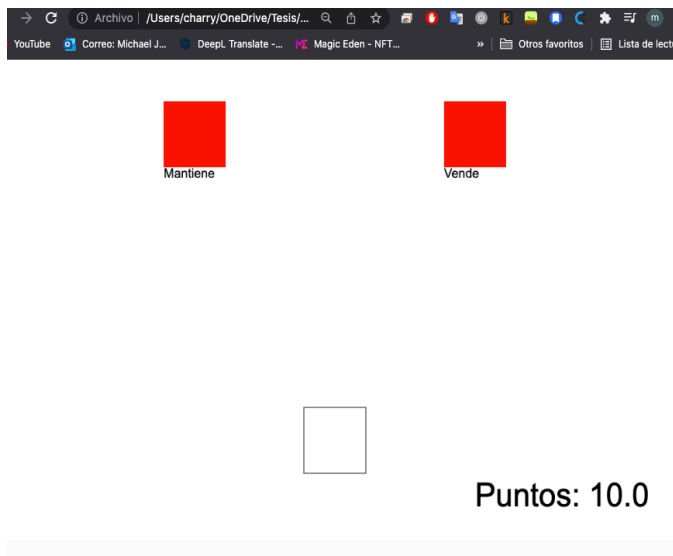 Archivo /Users/charry/OneDrive/Tesis/...
YouTube Correo: Michael J... DeepL Translate -... Magic Eden - NFT... » Otros favoritos Lista de lect
Mantiene Vende
Puntos: 10.0